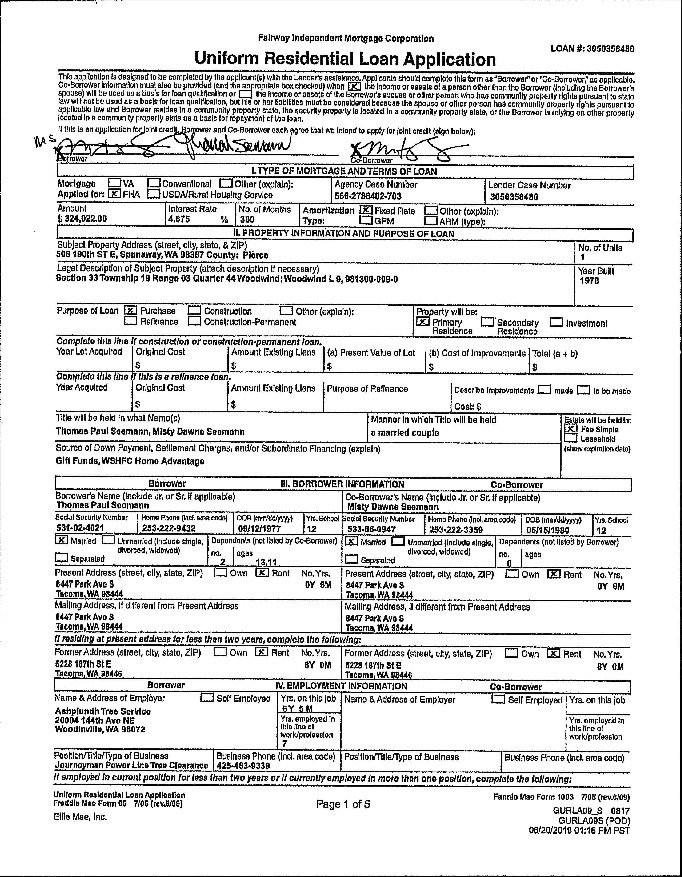 Fairway Independent Mortgage Corporation
LOAN #: 3050358480
Uniform Residential Loan Application
This application is designed to be completed by the applicant(s) with the Lender's assistance. Applicants should complete this form as "Borrower" or "Co-Borrower," as applicable.
Co-Borrower information must also be provided (and the appropriate box checked) when [X] the income or assets of a person other than the Borrower (including the Borrower's
spouse) will be used as a basis for loan qualification or [ ] the income or assets of the Borrower's spouse or other person who has community property rights pursuant to state
law will not be used as a basis for loan qualification, but his or her liabilities must be considered because the spouse or other person has community property rights pursuant to
applicable law and Borrower resides in a community property state, the security property is located in a community property state, or the Borrower is relying on other property
located in a community property state as a basis for repayment of the loan.
If this is an application for joint credit, Borrower and Co-Borrower each agree that we intend to apply for joint credit (sign below):
Borrower Co-Borrower
I. TYPE OF MORTGAGE AND TERMS OF LOAN
Mortgage [ ] VA [ ] Conventional [ ] Other (explain): Agency Case Number Lender Case Number
Applied for: [X] FHA [ ] USDA/Rural Housing Service 3050358480
Amount Interest Rate No. of Months Amortization [X] Fixed Rate [ ] Other (explain):
$ 324,022.00 4.875 % 360 Type: [ ] GPM [ ] ARM (type):
II. PROPERTY INFORMATION AND PURPOSE OF LOAN
Subject Property Address (street, city, state, & ZIP) No. of Units
ST E, Spanaway, WA 98387 County: Pierce 1
Legal Description of Subject Property (attach description if necessary) Year Built
Section 33 Township 19 Range 03 Quarter 44 Woodwind; Woodwind L 9, 1978
Purpose of Loan [X] Purchase [ ] Construction [ ] Other (explain): Property will be:
[ ] Refinance [ ] Construction-Permanent [X] Primary Residence [ ] Secondary Residence [ ] Investment
Complete this line if construction or construction-permanent loan.
Year Lot Acquired Original Cost Amount Existing Liens (a) Present Value of Lot (b) Cost of Improvements Total (a + b)
$ $ $ $ $
Complete this line if this is a refinance loan.
Year Acquired Original Cost Amount Existing Liens Purpose of Refinance Describe Improvements [ ] made [ ] to be made
$ $ Cost: $
Title will be held in what Name(s) Manner in which Title will be held Estate will be held in:
Thomas Paul Seemann, Misty Dawne Seemann a married couple [X] Fee Simple
[ ] Leasehold
Source of Down Payment, Settlement Charges, and/or Subordinate Financing (explain) (show expiration date)
Gift Funds, WSHFC Home Advantage
Borrower III. BORROWER INFORMATION Co-Borrower
Borrower's Name (include Jr. or Sr. if applicable) Co-Borrower's Name (include Jr. or Sr. if applicable)
Thomas Paul Seemann Misty Dawne Seemann
Social Security Number Home Phone (incl. area code) DOB (mm/dd/yyyy) Yrs. School Social Security Number Home Phone (incl. area code) DOB (mm/dd/yyyy) Yrs. School
253-222-9432 12 253-222-3359 12
[X] Married [ ] Unmarried (include single, divorced, widowed) Dependents (not listed by Co-Borrower) [X] Married [ ] Unmarried (include single, divorced, widowed) Dependents (not listed by Borrower)
[ ] Separated no. 2 ages 13,11 [ ] Separated no. 0 ages
Present Address (street, city, state, ZIP) [ ] Own [X] Rent No. Yrs. Present Address (street, city, state, ZIP) [ ] Own [X] Rent No. Yrs.
8447 Park Ave S 0Y 6M 8447 Park Ave S 0Y 6M
Tacoma, WA 98444 Tacoma, WA 98444
Mailing Address, if different from Present Address Mailing Address, if different from Present Address
8447 Park Ave S 8447 Park Ave S
Tacoma, WA 98444 Tacoma, WA 98444
If residing at present address for less than two years, complete the following:
Former Address (street, city, state, ZIP) [ ] Own [X] Rent No. Yrs. Former Address (street, city, state, ZIP) [ ] Own [X] Rent No. Yrs.
St E 0M St E 0M
Tacoma, WA 98446 Tacoma, WA 98446
Borrower IV. EMPLOYMENT INFORMATION Co-Borrower
Name & Address of Employer [ ] Self Employed Yrs. on this job Name & Address of Employer [ ] Self Employed Yrs. on this job
Asplundh Tree Service
20004 144th Ave NE Yrs. employed in this line of work/profession Yrs. employed in this line of work/profession
Woodinville, WA 98072 7
Position/Title/Type of Business Business Phone (incl. area code) Position/Title/Type of Business Business Phone (incl. area code)
Journeyman Power Line Tree Clearance
If employed in current position for less than two years or if currently employed in more than one position, complete the following:
Uniform Residential Loan Application
Freddie Mac Form 65 7/05 (rev.6/09)
Page 1 of 5
Fannie Mae Form 1003 7/05 (rev.6/09)
Ellie Mae, Inc.
GURLA09_S 0817
GURLA09S (POD)
01:16 PM PST